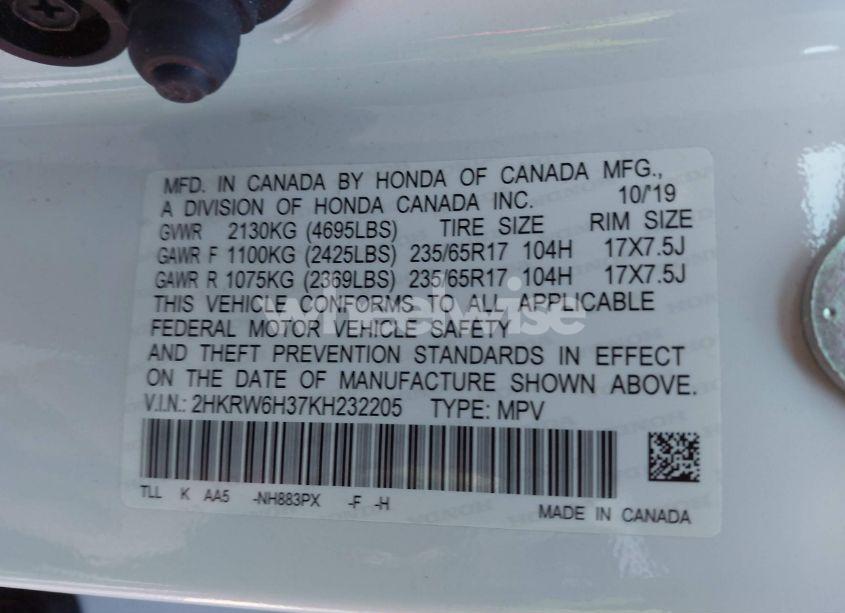 MFD. IN CANADA BY HONDA OF CANADA MFG.,
A DIVISION OF HONDA CANADA INC. 10/'19
GVWR 2130KG (4695LBS) TIRE SIZE RIM SIZE
GAWR F 1100KG (2425LBS) 235/65R17 104H 17X7.5J
GAWR R 1075KG (2369LBS) 235/65R17 104H 17X7.5J
THIS VEHICLE CONFORMS TO ALL APPLICABLE
FEDERAL MOTOR VEHICLE SAFETY
wheelwise
AND THEFT PREVENTION STANDARDS IN EFFECT
ON THE DATE OF MANUFACTURE SHOWN ABOVE.
V.I.N.: 2HKRW6H37KH232205 TYPE: MPV
TLL K AA5 -NH883PX -F -H
MADE IN CANADA